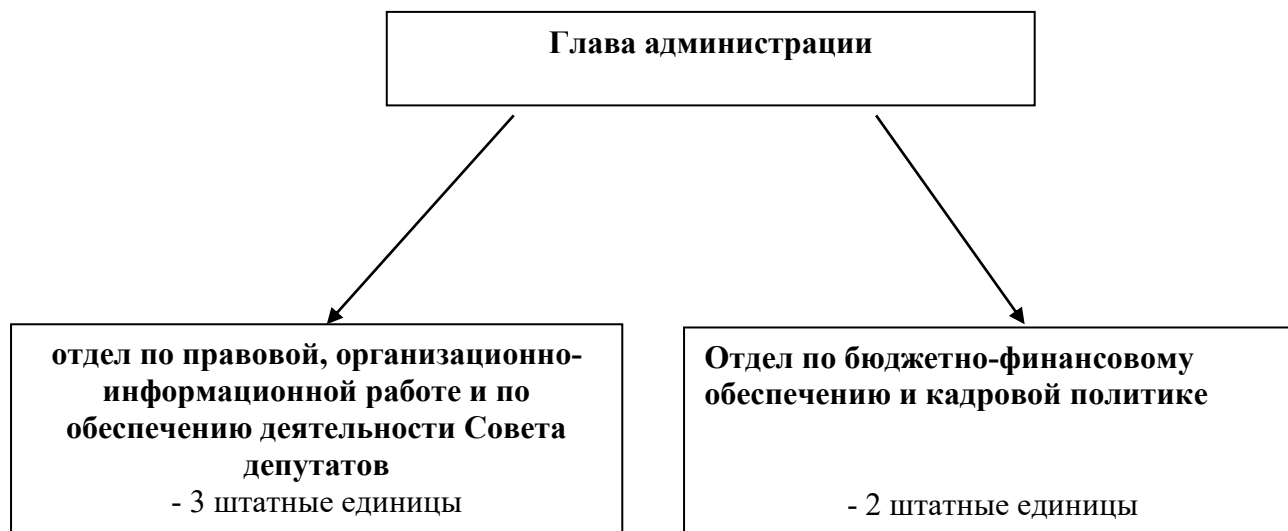 Глава администрации
отдел по правовой, организационно-
информационной работе и по
обеспечению деятельности Совета
депутатов
- 3 штатные единицы
Отдел по бюджетно-финансовому
обеспечению и кадровой политике
- 2 штатные единицы